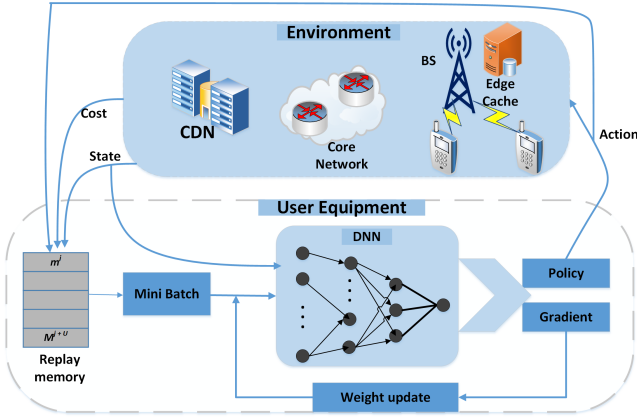 Environment
BS
Edge
Cache
CDN
Core
Network
Cost
State
Action
User Equipment
DNN
m^j
M^{j + U}
Replay
memory
Mini Batch
Policy
Gradient
Weight update